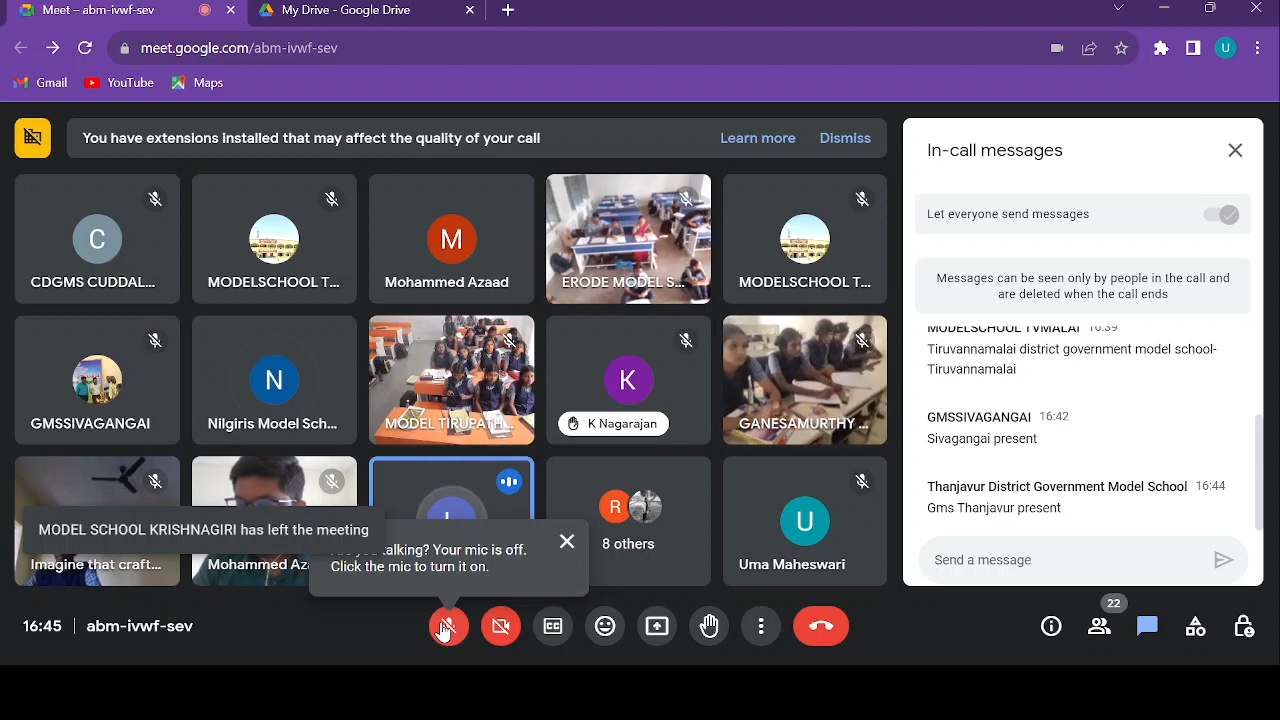 Meet – abm-ivwf-sev
My Drive - Google Drive
meet.google.com/abm-ivwf-sev
U
Gmail
YouTube
Maps
You have extensions installed that may affect the quality of your call
Learn more
Dismiss
In-call messages
Let everyone send messages
Messages can be seen only by people in the call and
are deleted when the call ends
C
CDGMS CUDDAL...
MODELSCHOOL T...
M
Mohammed Azaad
ERODE MODEL S...
MODELSCHOOL T...
GMSSIVAGANGAI
N
Nilgiris Model Sch...
MODEL TIRUPATH...
K
K Nagarajan
GANESAMURTHY ...
MODELSCHOOL TVMALAI 16:39
Tiruvannamalai district government model school-
Tiruvannamalai
GMSSIVAGANGAI 16:42
Sivagangai present
Thanjavur District Government Model School 16:44
Gms Thanjavur present
Send a message
MODEL SCHOOL KRISHNAGIRI has left the meeting
Imagine that craft...
Mohammed Aza
Are you talking? Your mic is off.
Click the mic to turn it on.
R
8 others
U
Uma Maheswari
16:45
abm-ivwf-sev
22